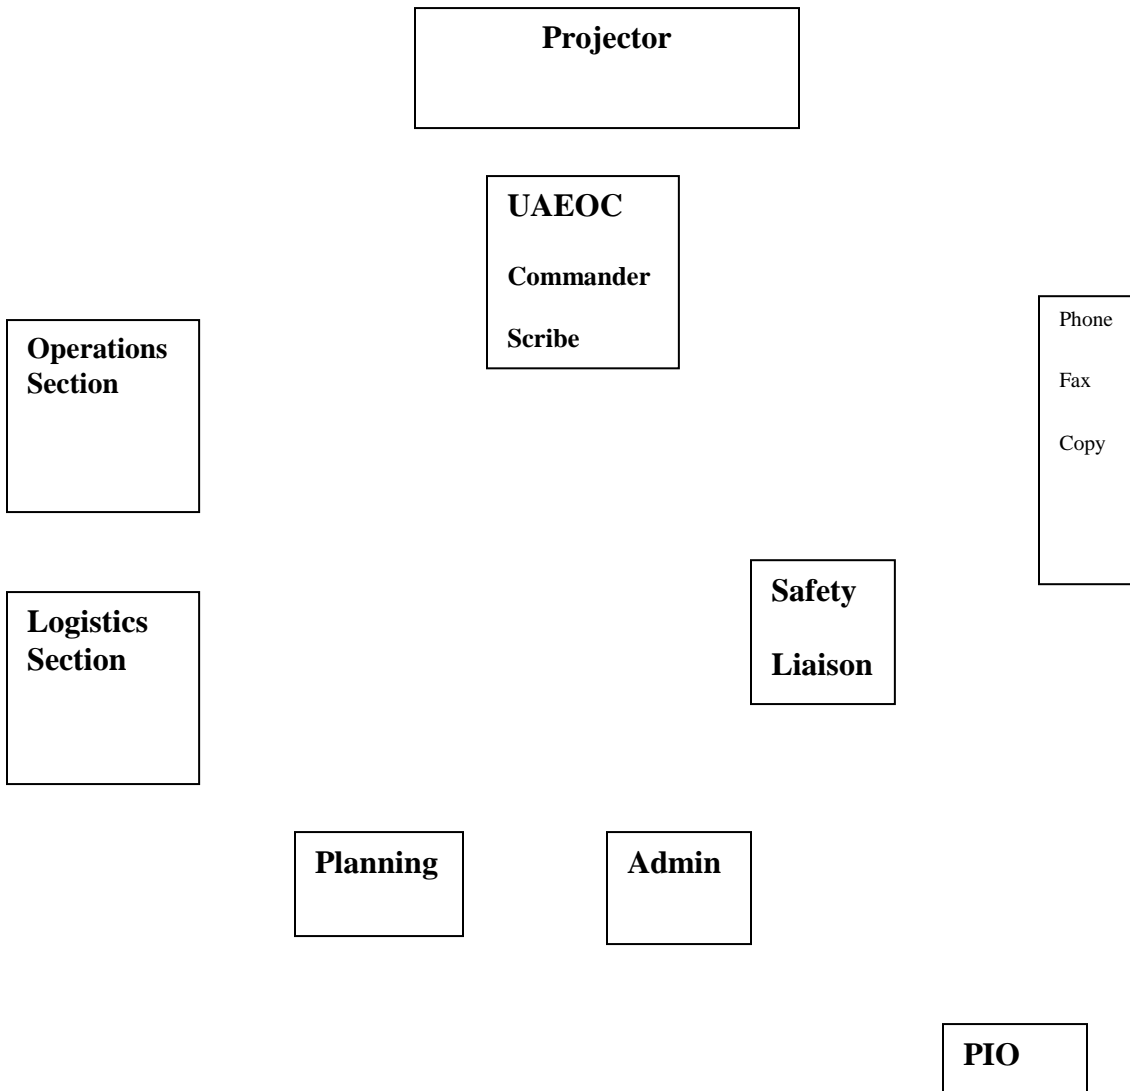 Projector
UAEOC
Commander
Scribe
Operations
Section
Phone
Fax
Copy
Logistics
Section
Safety
Liaison
Planning
Admin
PIO